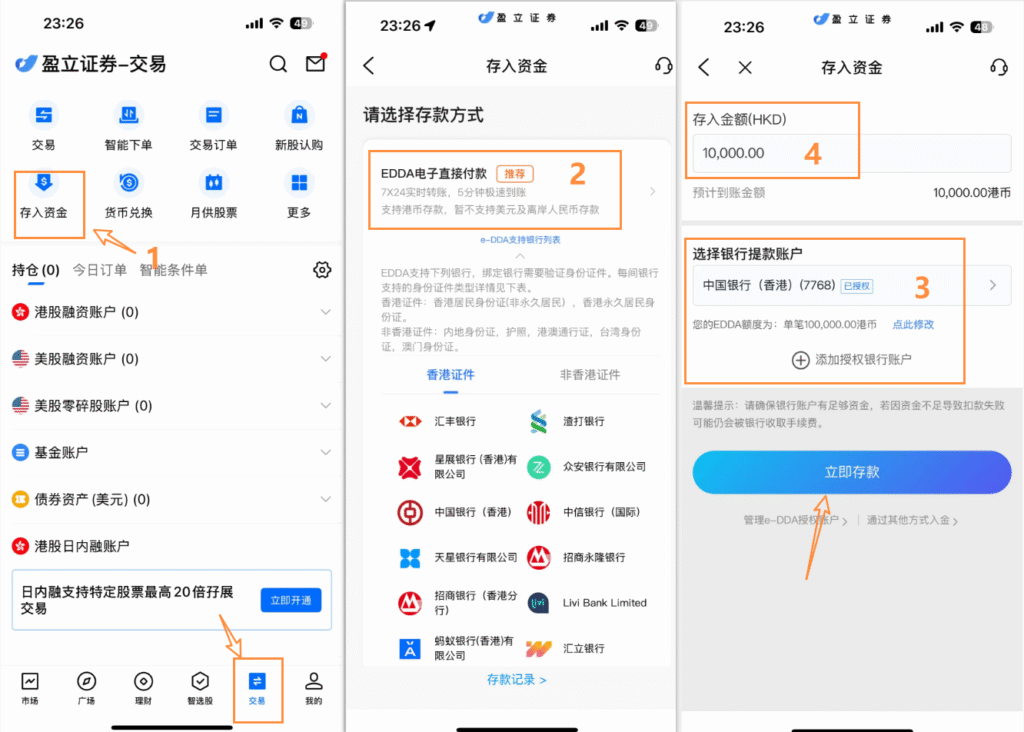 23:26
49
盈立证券-交易
交易
智能下单
交易订单
新股认购
存入资金
货币兑换
月供股票
更多
1
持仓 (0) 今日订单 智能条件单
港股融资账户 (0)
美股融资账户 (0)
美股零碎股账户 (0)
基金账户
债券资产 (美元) (0)
港股日内融账户
日内融支持特定股票最高20倍孖展
交易
立即开通
市场
广场
理财
智选股
交易
我的
23:26
盈立证券
49
存入资金
请选择存款方式
EDDA电子直接付款 推荐
2
7X24实时转账，5分钟极速到账
支持港币存款，暂不支持美元及离岸人民币存款
e-DDA支持银行列表
EDDA支持下列银行，绑定银行需要验证身份证件。每间银行
支持的身份证件类型详情见下表。
香港证件：香港居民身份证(非永久居民)，香港永久居民身
份证。
非香港证件：内地身份证，护照，港澳通行证，台湾身份
证，澳门身份证。
香港证件
非香港证件
汇丰银行
渣打银行
星展银行 (香港)有
限公司
众安银行有限公司
中国银行（香港）
中信银行（国际）
天星银行有限公司
招商永隆银行
招商银行（香港分
行）
livi
Livi Bank Limited
蚂蚁银行(香港)有
限公司
汇立银行
存款记录 >
23:26
盈立证券
48
存入资金
存入金额(HKD)
10,000.00
4
预计到账金额
10,000.00港币
选择银行提款账户
中国银行（香港）(7768) 已授权
3
您的EDDA额度为：单笔100,000.00港币 点此修改
添加授权银行账户
温馨提示：请确保银行账户有足够资金，若因资金不足导致扣款失败
可能仍会被银行收取手续费。
立即存款
管理e-DDA授权账户 > | 通过其他方式入金 >